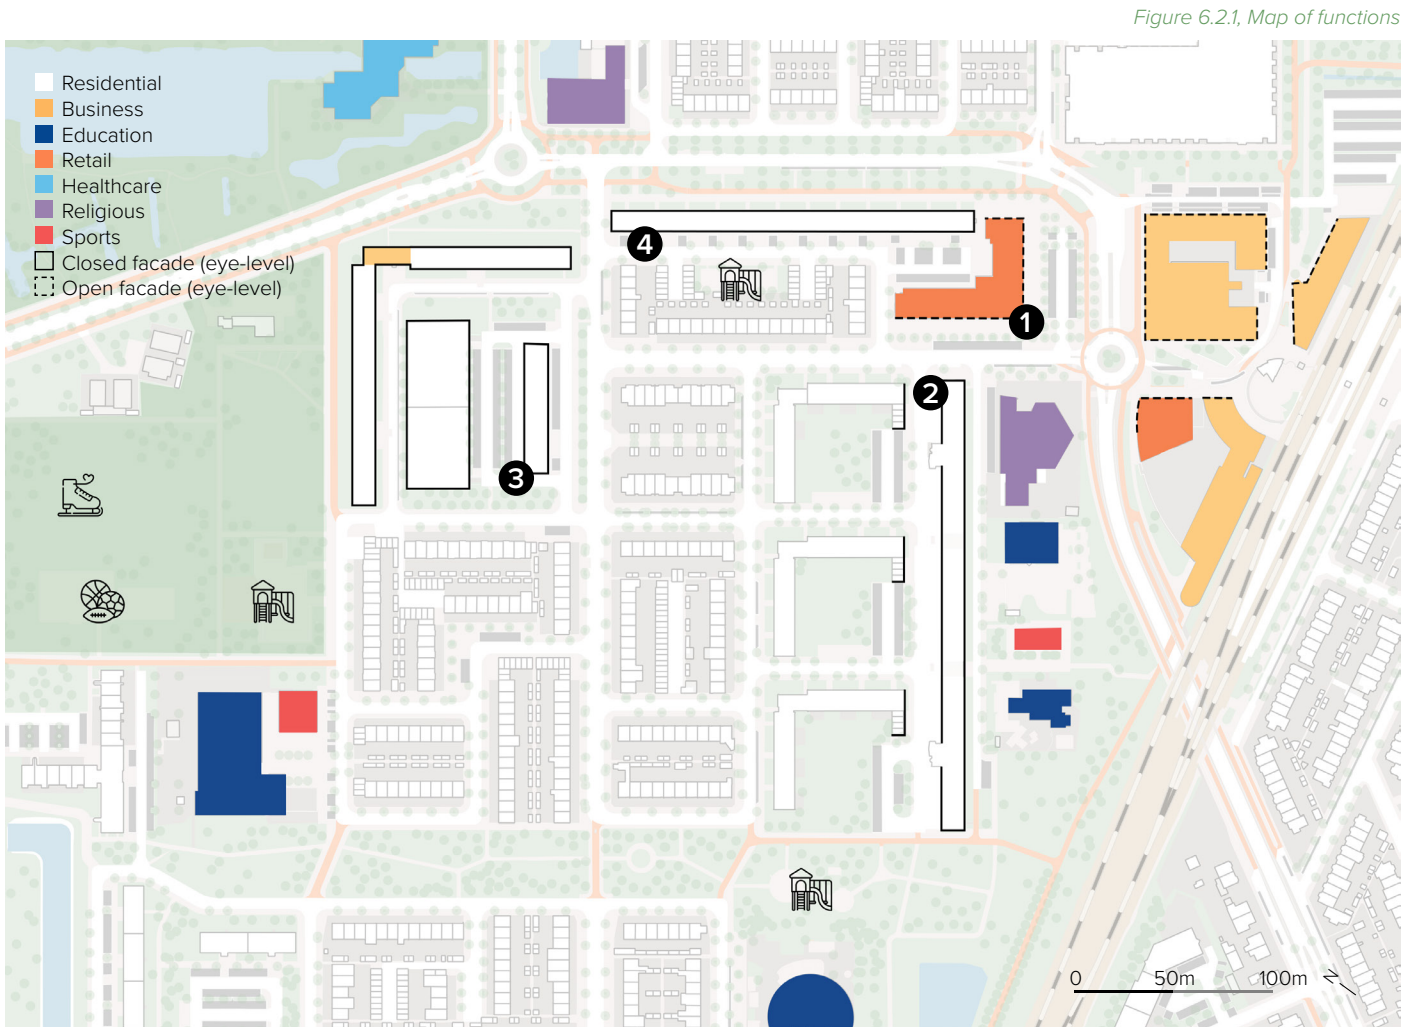 Figure 6.2.1, Map of functions
Residential
Business
Education
Retail
Healthcare
Religious
Sports
Closed facade (eye-level)
Open facade (eye-level)
4
1
2
3
0 50m 100m N